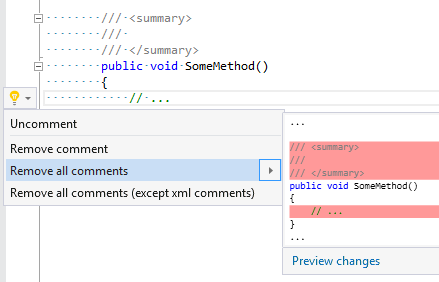 /// <summary>
///
/// </summary>
public void SomeMethod()
{
// ...
Uncomment
Remove comment
Remove all comments
Remove all comments (except xml comments)
...
/// <summary>
///
/// </summary>
public void SomeMethod()
{
// ...
}
...
Preview changes